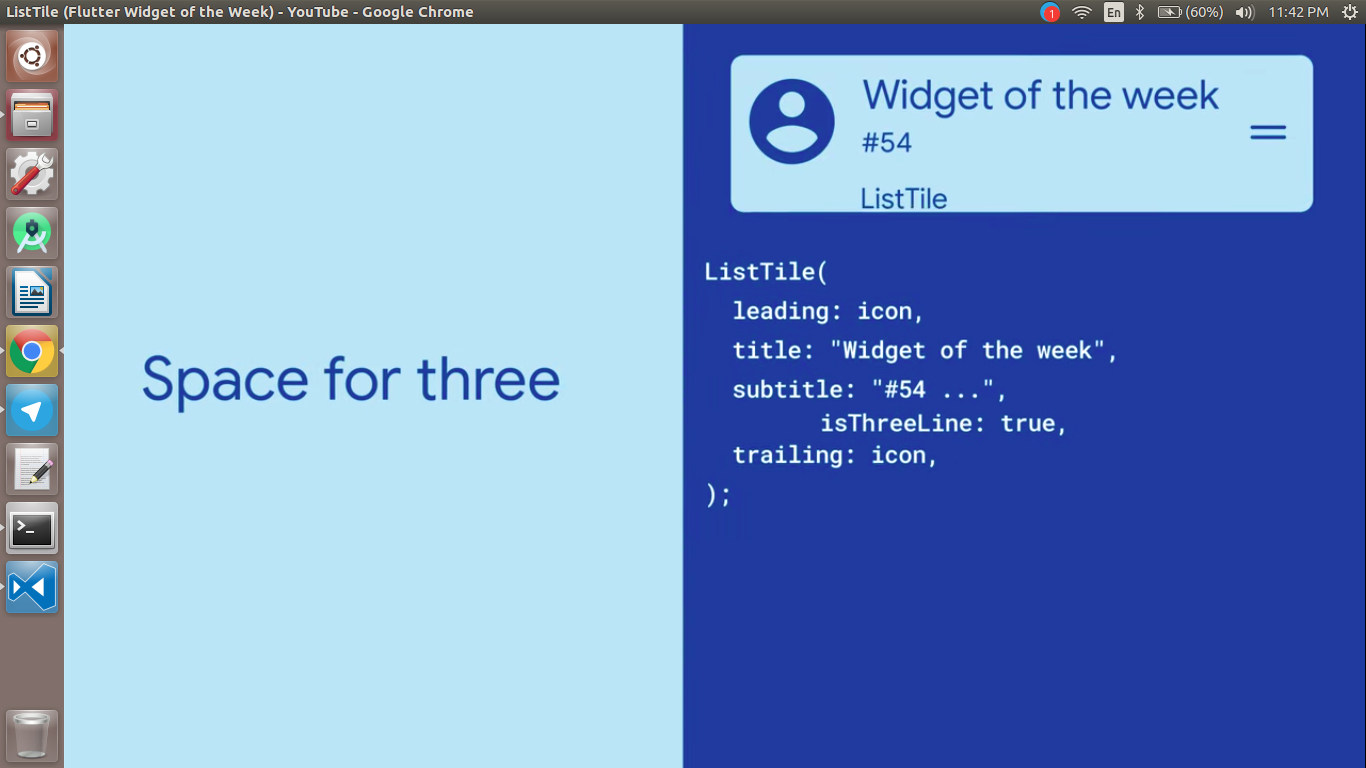 ListTile (Flutter Widget of the Week) - YouTube - Google Chrome
1 En (60%) 11:42 PM
Space for three
Widget of the week
#54
ListTile
ListTile(
leading: icon,
title: "Widget of the week",
subtitle: "#54 ...",
isThreeLine: true,
trailing: icon,
);
>_